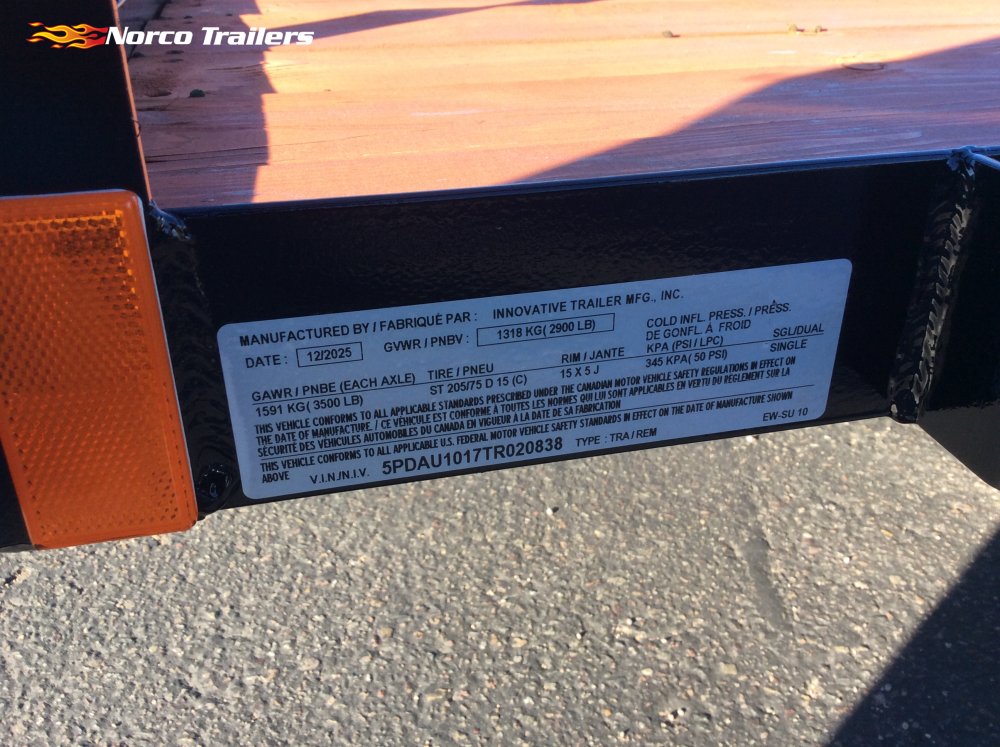 Norco Trailers
MANUFACTURED BY / FABRIQUÉ PAR : INNOVATIVE TRAILER MFG., INC.
DATE : 12/2025 GVWR / PNBV : 1318 KG( 2900 LB) COLD INFL. PRESS. / PRESS.
DE GONFL. À FROID
GAWR / PNBE (EACH AXLE) TIRE / PNEU RIM / JANTE KPA (PSI / LPC) SGL/DUAL
1591 KG( 3500 LB) ST 205/75 D 15 (C) 15 X 5 J 345 KPA (50 PSI) SINGLE
THIS VEHICLE CONFORMS TO ALL APPLICABLE STANDARDS PRESCRIBED UNDER THE CANADIAN MOTOR VEHICLE SAFETY REGULATIONS IN EFFECT ON
THE DATE OF MANUFACTURE. / CE VÉHICULE EST CONFORME À TOUTES LES NORMES QUI LUI SONT APPLICABLES EN VERTU DU RÈGLEMENT SUR LA
SÉCURITÉ DES VÉHICULES AUTOMOBILES DU CANADA EN VIGUEUR À LA DATE DE SA FABRICATION
THIS VEHICLE CONFORMS TO ALL APPLICABLE U.S. FEDERAL MOTOR VEHICLE SAFETY STANDARDS IN EFFECT ON THE DATE OF MANUFACTURE SHOWN
ABOVE
V.I.N./N.I.V. 5PDAU1017TR020838 TYPE : TRA / REM EW-SU 10